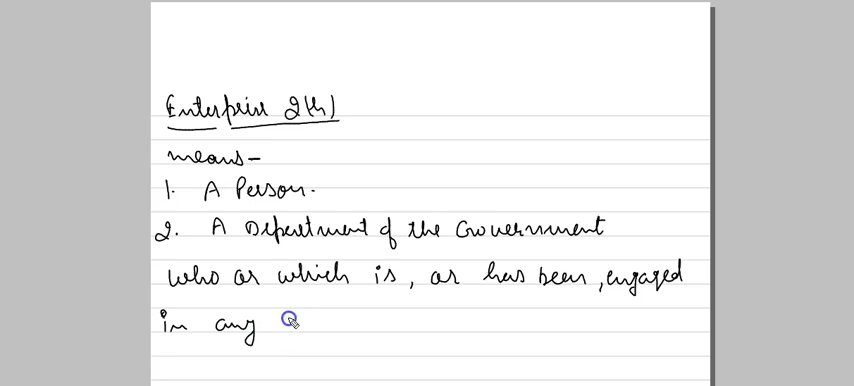 Enterprise 2(h)
means-
1. A Person.
2. A Department of the Government
who or which is, or has been, engaged
in any